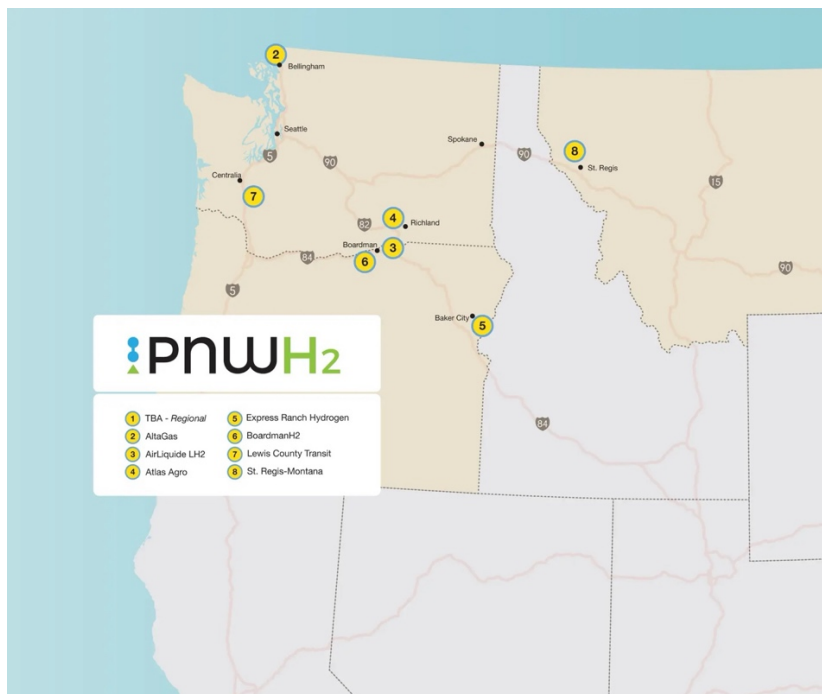 2
Bellingham
Seattle
5
90
Spokane
90
8
St. Regis
15
Centralia
7
4
Richland
82
Boardman
3
84
6
90
5
Baker City
5
PNWH2
1 TBA - Regional
2 AltaGas
3 AirLiquide LH2
4 Atlas Agro
5 Express Ranch Hydrogen
6 BoardmanH2
7 Lewis County Transit
8 St. Regis-Montana
84